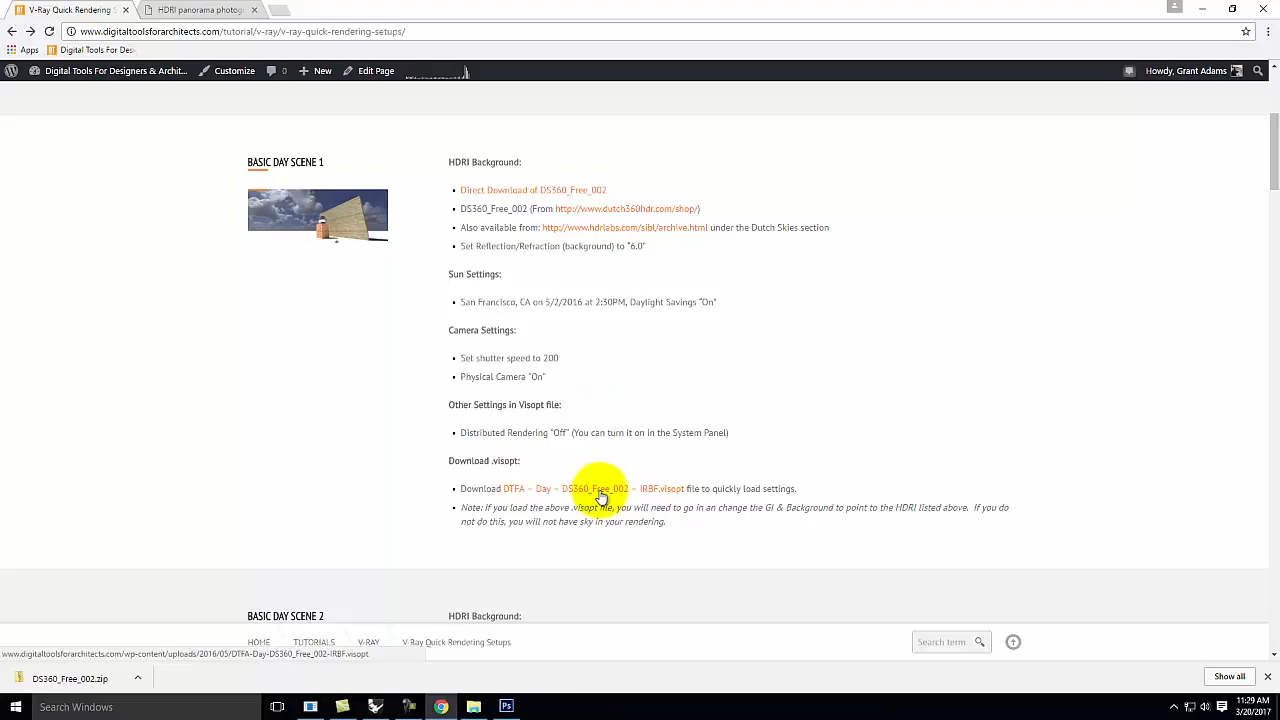 V-Ray Quick Rendering S
HDRI panorama photog
www.digitaltoolsforarchitects.com/tutorial/v-ray/v-ray-quick-rendering-setups/
Apps
Digital Tools For Des
Digital Tools For Designers & Archit...
Customize
0
New
Edit Page
Howdy, Grant Adams
BASIC DAY SCENE 1
HDRI Background:
• Direct Download of DS360_Free_002
• DS360_Free_002 (From http://www.dutch360hdr.com/shop/)
• Also available from: http://www.hdrlabs.com/sibl/archive.html under the Dutch Skies section
• Set Reflection/Refraction (background) to "6.0"
Sun Settings:
• San Francisco, CA on 5/2/2016 at 2:30PM, Daylight Savings "On"
Camera Settings:
• Set shutter speed to 200
• Physical Camera "On"
Other Settings in Visopt file:
• Distributed Rendering "Off" (You can turn it on in the System Panel)
Download .visopt:
• Download DTFA – Day – DS360_Free_002 – IRBF.visopt file to quickly load settings.
• Note: If you load the above .visopt file, you will need to go in an change the GI & Background to point to the HDRI listed above. If you do
not do this, you will not have sky in your rendering.
BASIC DAY SCENE 2
HDRI Background:
HOME
TUTORIALS
V-RAY
V-Ray Quick Rendering Setups
Search term
www.digitaltoolsforarchitects.com/wp-content/uploads/2016/05/DTFA-Day-DS360_Free_002-IRBF.visopt
DS360_Free_002.zip
Show all
Search Windows
11:29 AM
3/20/2017